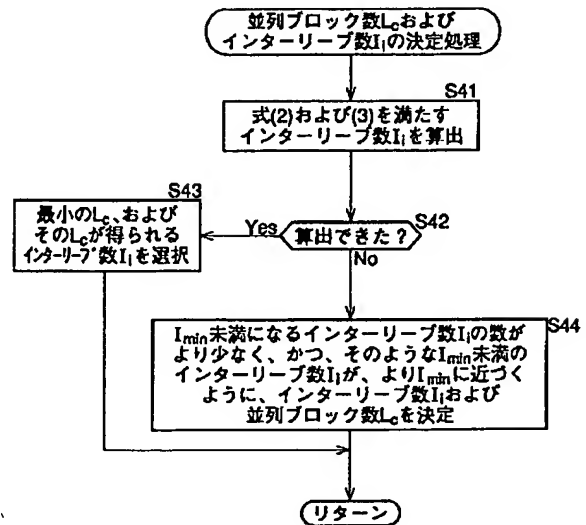 並列ブロック数Lcおよび
インターリーブ数Iiの決定処理
S41
式(2)および(3)を満たす
インターリーブ数Iiを算出
S43
最小のLc、および
そのLcが得られる
インターリーブ数Iiを選択
S42
算出できた?
Yes
No
S44
Imin未満になるインターリーブ数Iiの数が
より少なく、かつ、そのようなImin未満の
インターリーブ数Iiが、よりIminに近づく
ように、インターリーブ数Iiおよび
並列ブロック数Lcを決定
リターン